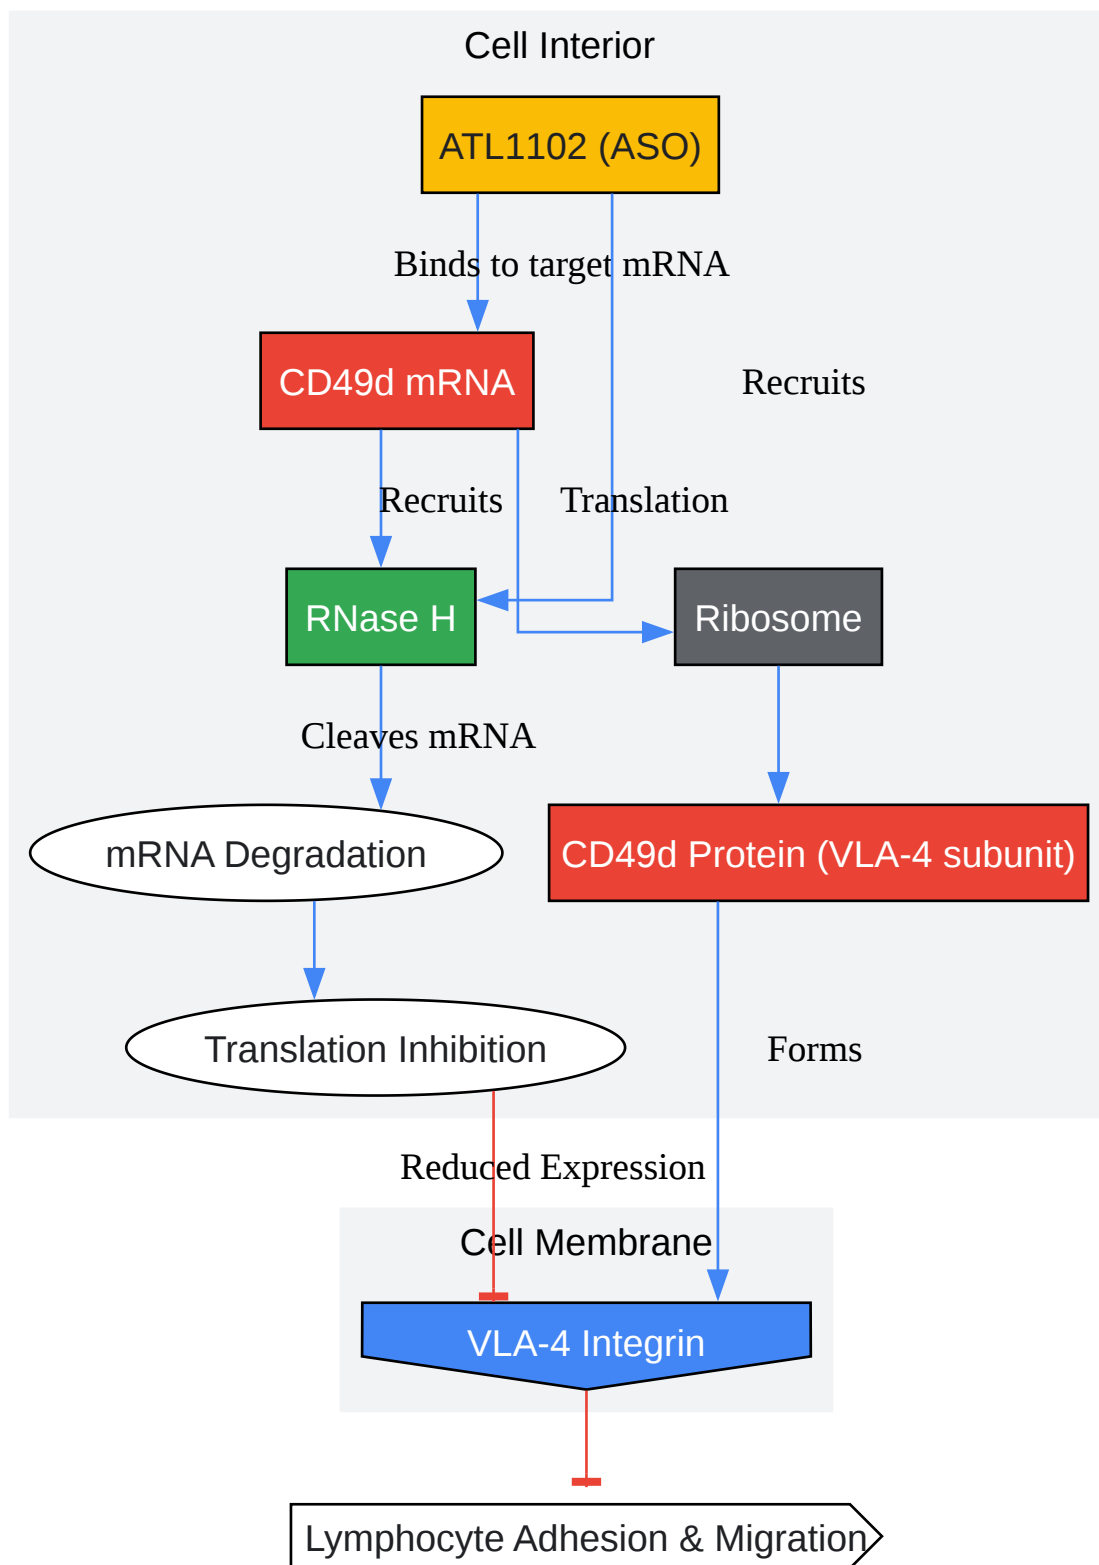 Cell Interior
ATL1102 (ASO)
Binds to target mRNA
CD49d mRNA
Recruits
Recruits
Translation
RNase H
Ribosome
Cleaves mRNA
mRNA Degradation
CD49d Protein (VLA-4 subunit)
Translation Inhibition
Forms
Reduced Expression
Cell Membrane
VLA-4 Integrin
Lymphocyte Adhesion & Migration